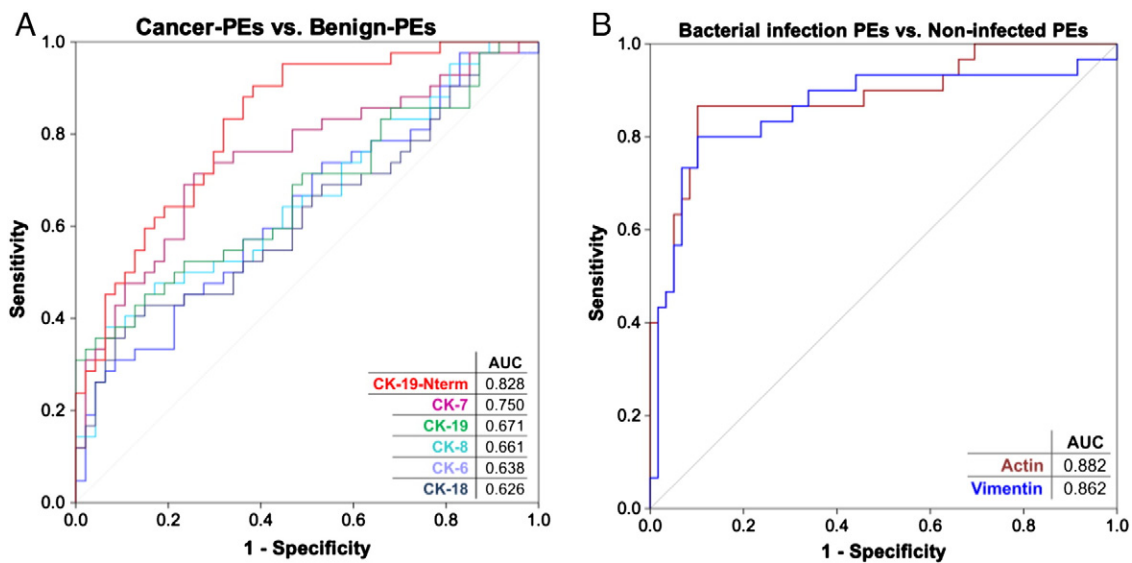 A
Cancer-PEs vs. Benign-PEs
Sensitivity
1.0
0.8
0.6
0.4
0.2
0.0
0.0 0.2 0.4 0.6 0.8 1.0
1 - Specificity
AUC
CK-19-Nterm 0.828
CK-7 0.750
CK-19 0.671
CK-8 0.661
CK-6 0.638
CK-18 0.626
B
Bacterial infection PEs vs. Non-infected PEs
Sensitivity
1.0
0.8
0.6
0.4
0.2
0.0
0.0 0.2 0.4 0.6 0.8 1.0
1 - Specificity
AUC
Actin 0.882
Vimentin 0.862